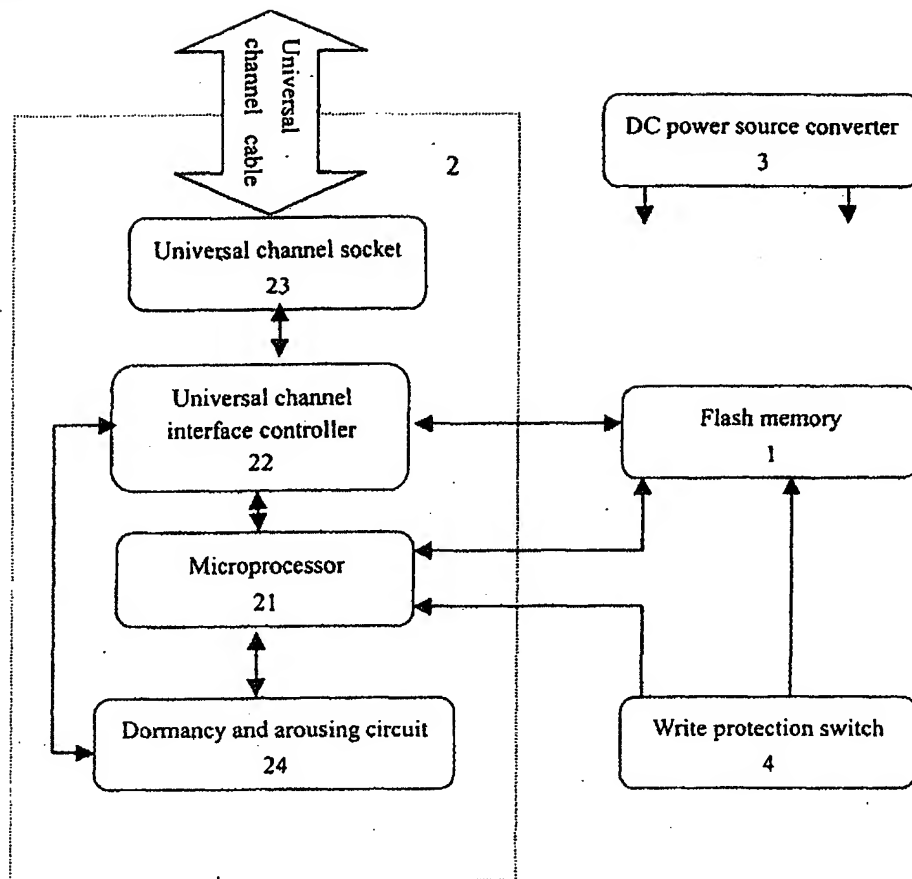 Universal
channel cable
2
DC power source converter
3
Universal channel socket
23
Universal channel
interface controller
22
Flash memory
1
Microprocessor
21
Dormancy and arousing circuit
24
Write protection switch
4